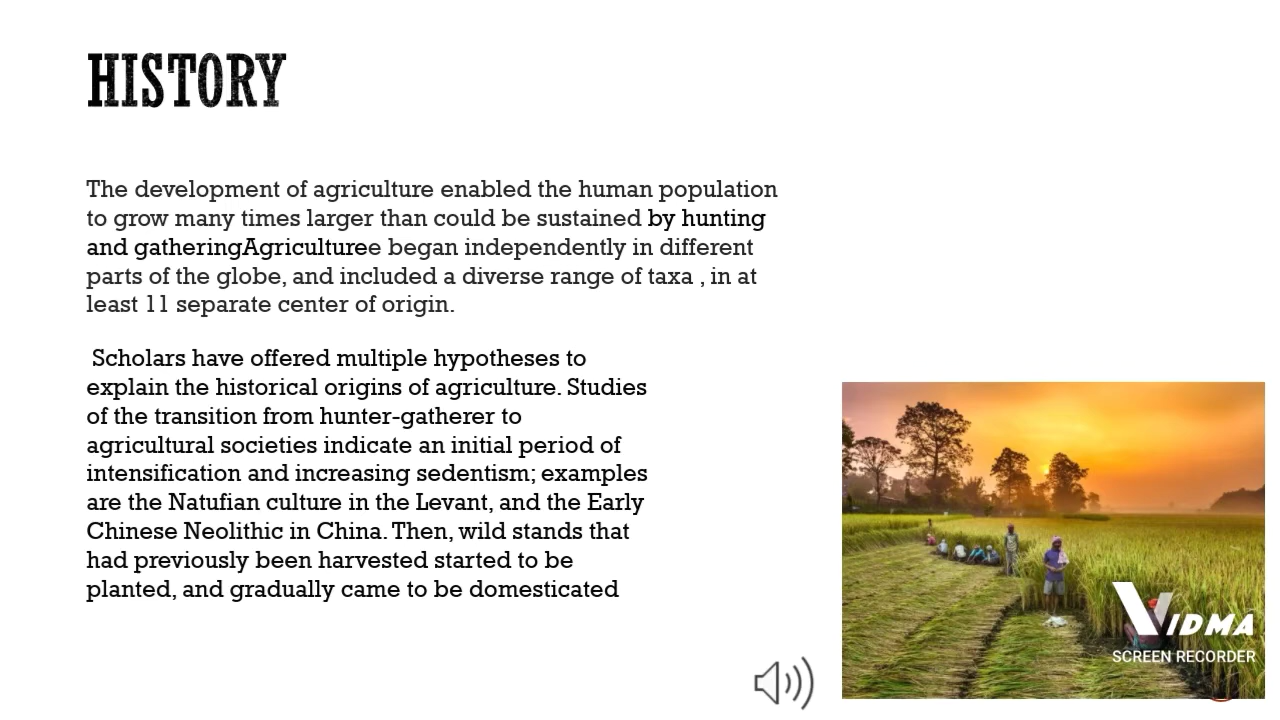 HISTORY
The development of agriculture enabled the human population
to grow many times larger than could be sustained by hunting
and gatheringAgriculturee began independently in different
parts of the globe, and included a diverse range of taxa , in at
least 11 separate center of origin.
Scholars have offered multiple hypotheses to
explain the historical origins of agriculture. Studies
of the transition from hunter-gatherer to
agricultural societies indicate an initial period of
intensification and increasing sedentism; examples
are the Natufian culture in the Levant, and the Early
Chinese Neolithic in China. Then, wild stands that
had previously been harvested started to be
planted, and gradually came to be domesticated
VIDMA
SCREEN RECORDER